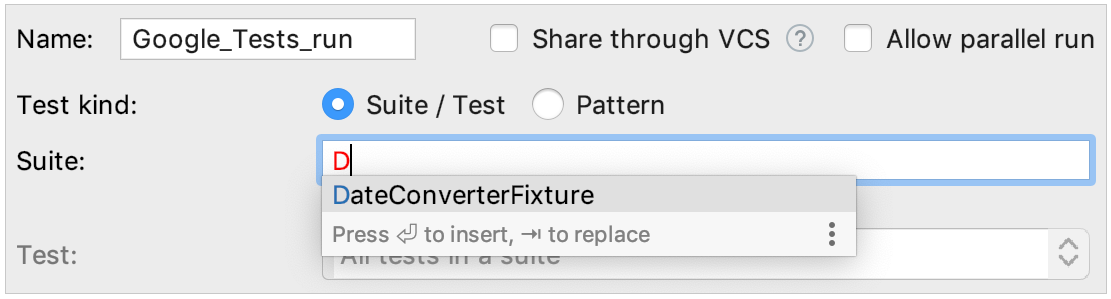 Name: Google_Tests_run Share through VCS ? Allow parallel run
Test kind: Suite / Test Pattern
Suite: D
DateConverterFixture
Press ⏎ to insert, ⇥ to replace
Test: All tests in a suite